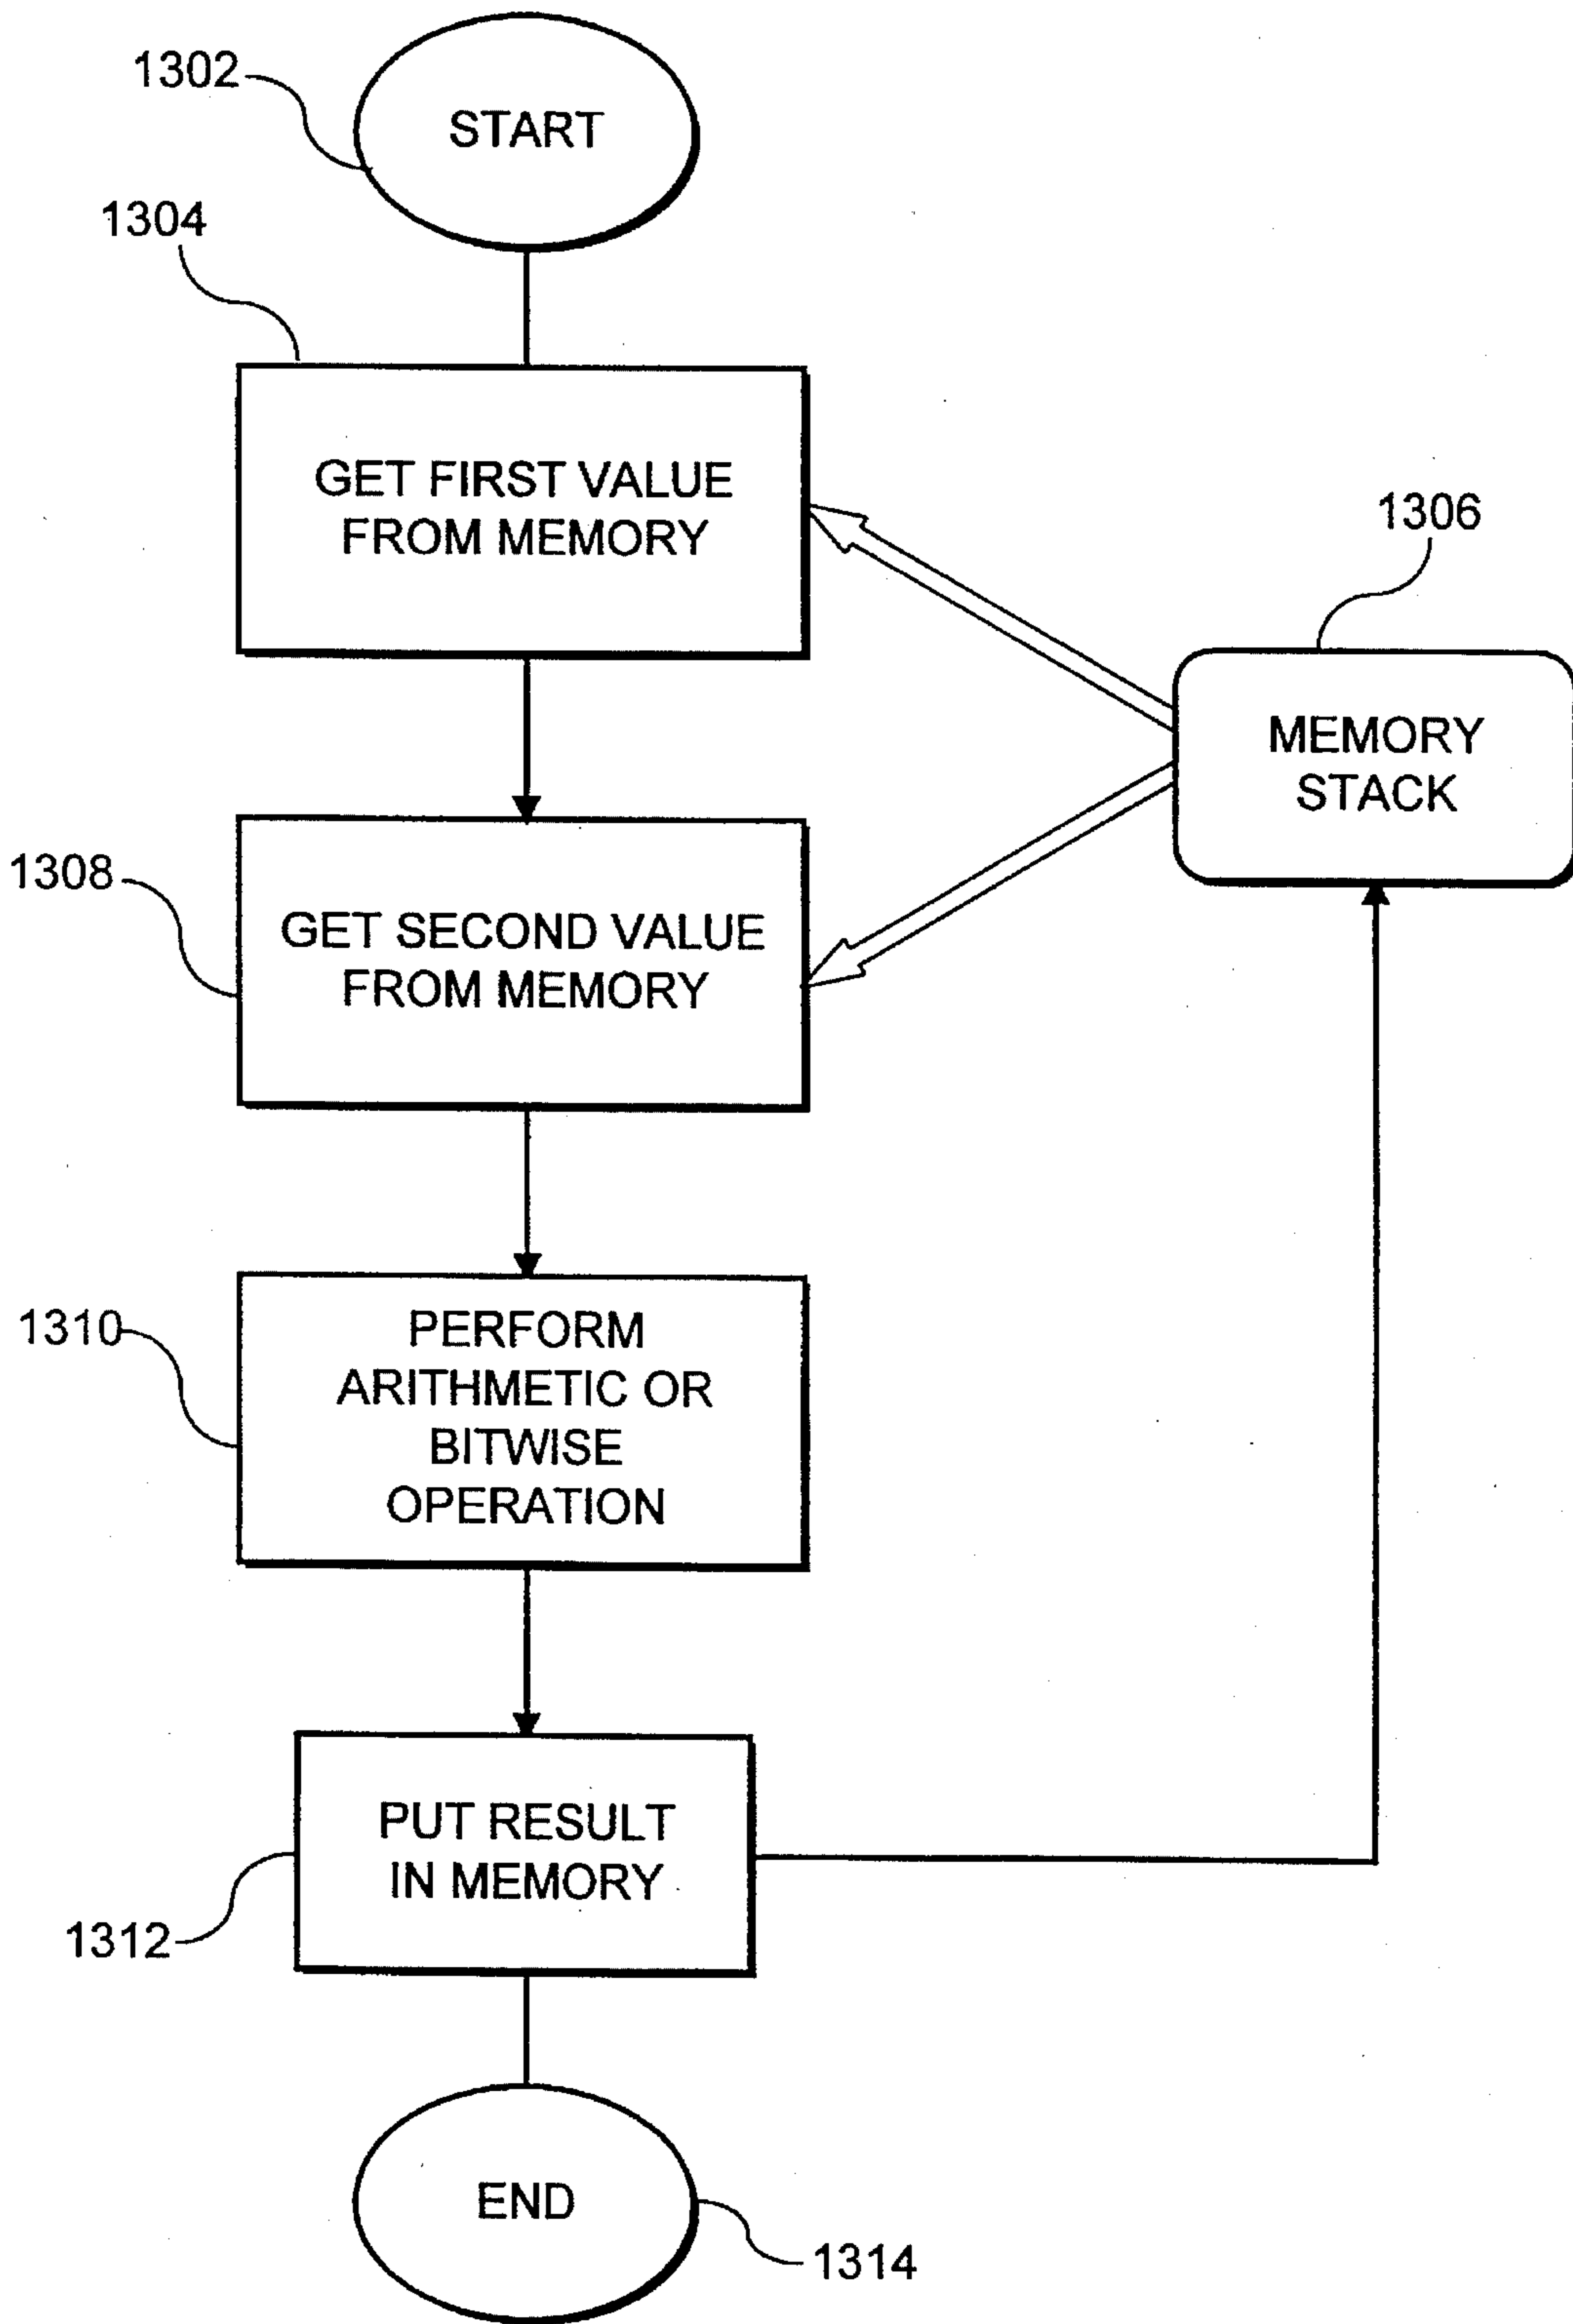 1302
START
1304
GET FIRST VALUE
FROM MEMORY
1306
MEMORY
STACK
1308
GET SECOND VALUE
FROM MEMORY
1310
PERFORM
ARITHMETIC OR
BITWISE
OPERATION
PUT RESULT
IN MEMORY
1312
END
1314